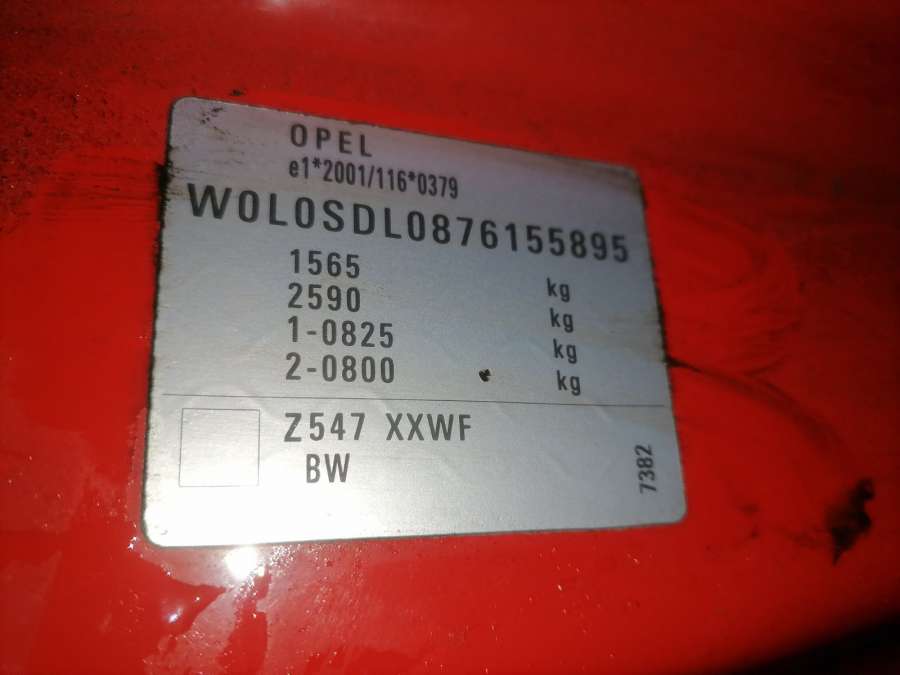 OPEL
e1*2001/116*0379
W0L0SDL0876155895
1565 kg
2590 kg
1-0825 kg
2-0800 kg
Z547 XXWF
BW
7382